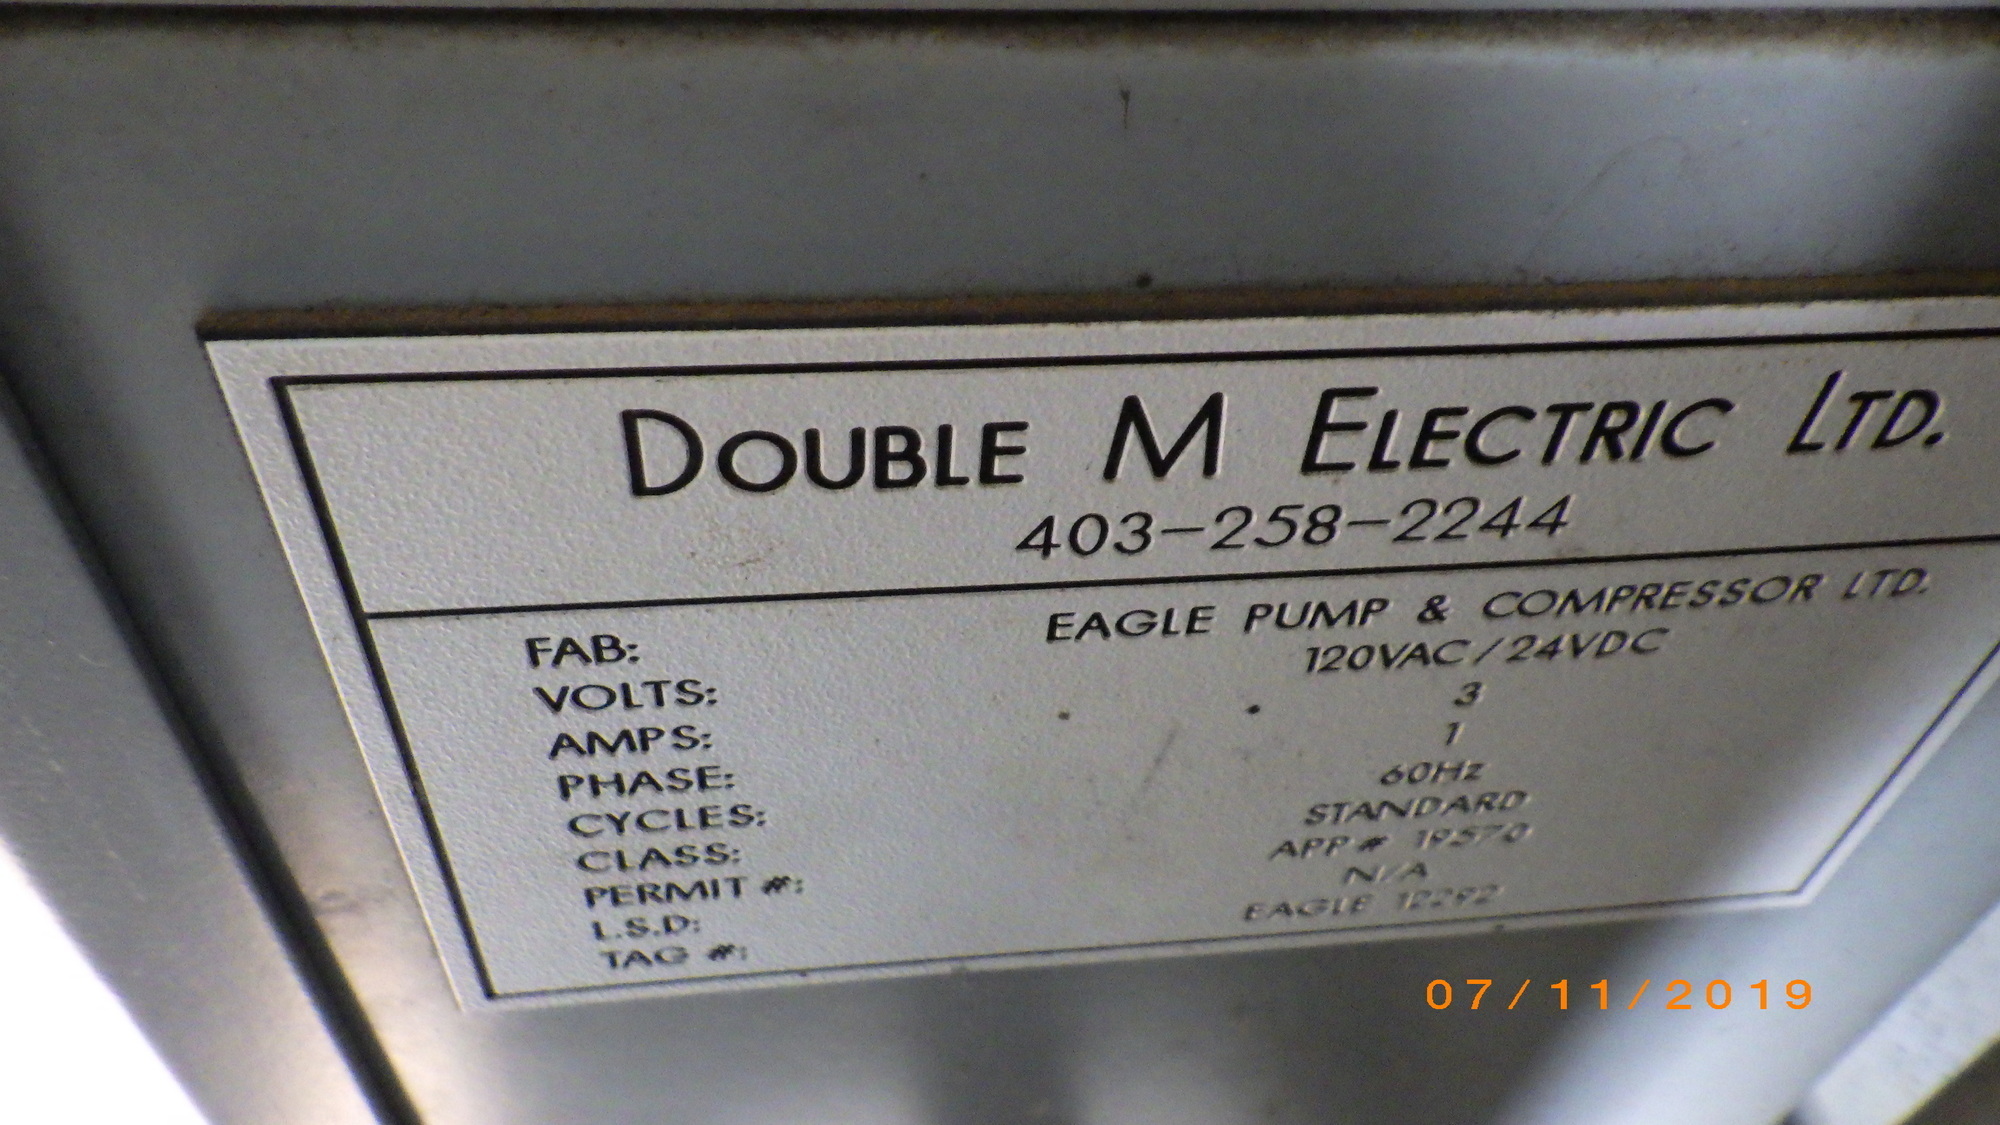 DOUBLE M ELECTRIC LTD.
403-258-2244
FAB: EAGLE PUMP & COMPRESSOR LTD.
VOLTS: 120VAC/24VDC
AMPS: 3
PHASE: 1
CYCLES: 60Hz
CLASS: STANDARD
PERMIT #: APP# 19570
L.S.D: N/A
TAG #: EAGLE 12292
07/11/2019